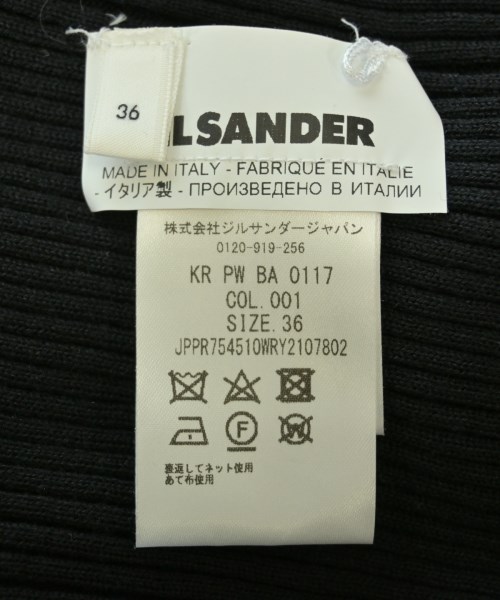 36
LSANDER
MADE IN ITALY - FABRIQUÉ EN ITALIE
- イタリア製 - ПРОИЗВЕДЕНО В ИТАЛИИ
株式会社ジルサンダージャパン
0120-919-256
KR PW BA 0117
COL.001
SIZE.36
JPPR754510WRY2107802
F
W
裏返してネット使用
あて布使用